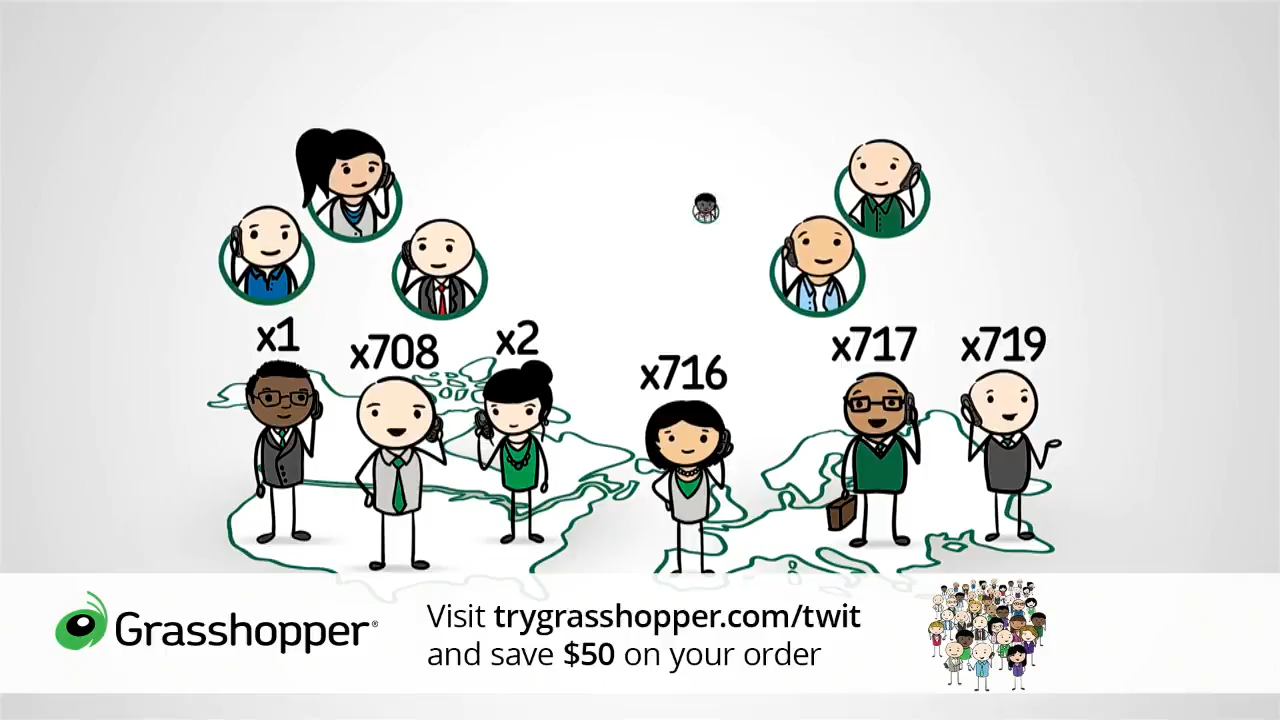 x1
x708
x2
x716
x717
x719
Grasshopper®
Visit trygrasshopper.com/twit
and save $50 on your order